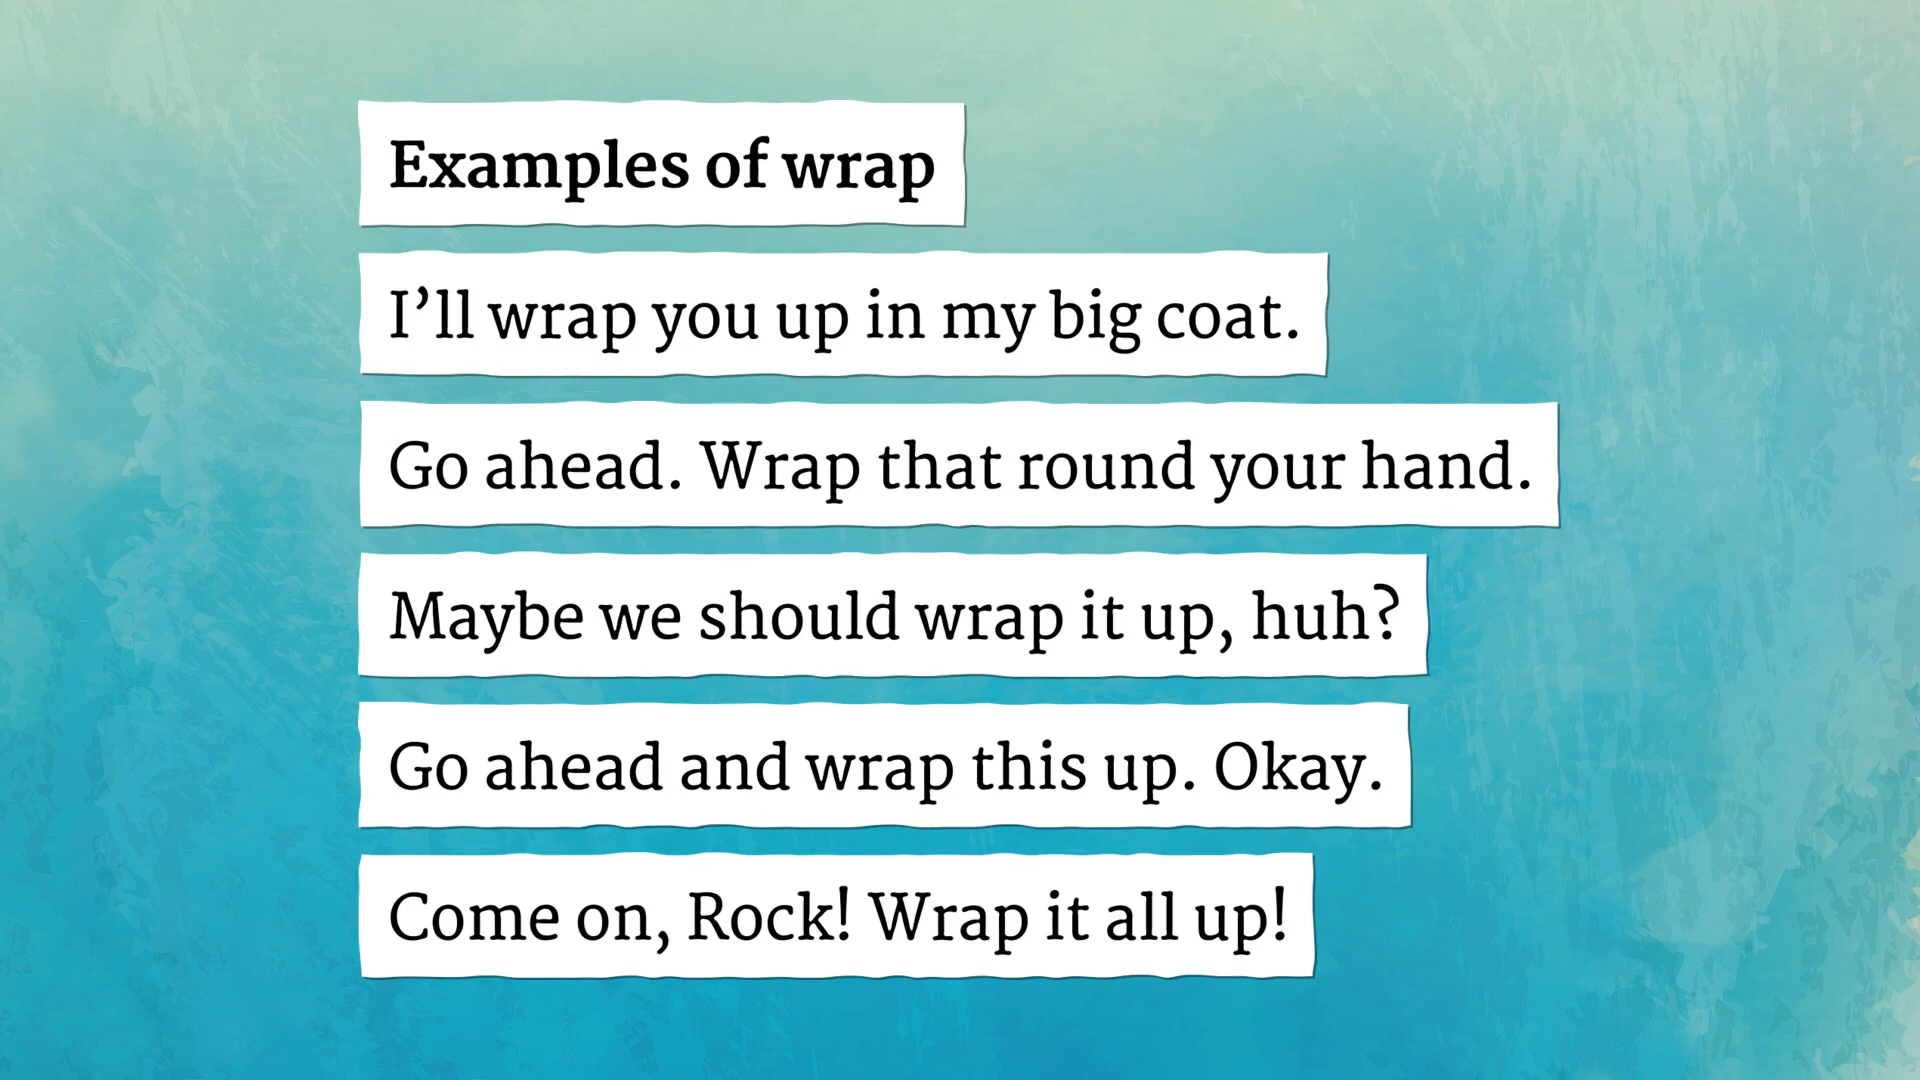 Examples of wrap
I’ll wrap you up in my big coat.
Go ahead. Wrap that round your hand.
Maybe we should wrap it up, huh?
Go ahead and wrap this up. Okay.
Come on, Rock! Wrap it all up!